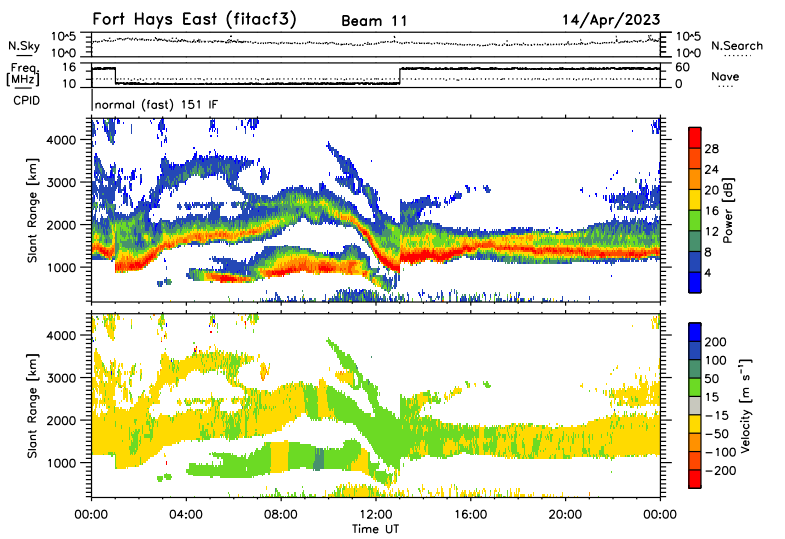 Fort Hays East (fitacf3) Beam 11 14/Apr/2023
N.Sky 10^5 10^0 10^5 10^0 N.Search
Freq. [MHz] 16 10 60 0 Nave
CPID normal (fast) 151 IF
Slant Range [km] 4000 3000 2000 1000
28 24 20 16 12 8 4 Power [dB]
Slant Range [km] 4000 3000 2000 1000
200 100 50 15 −15 −50 −100 −200 Velocity [m s⁻¹]
00:00 04:00 08:00 12:00 16:00 20:00 00:00
Time UT